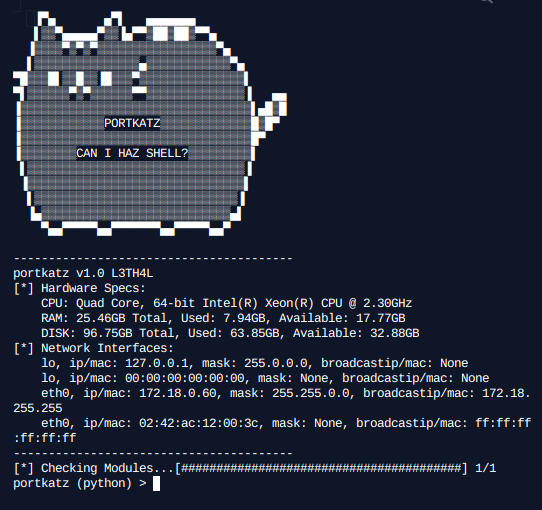 PORTKATZ
CAN I HAZ SHELL?
----------------------------------------
portkatz v1.0 L3TH4L
[*] Hardware Specs:
    CPU: Quad Core, 64-bit Intel(R) Xeon(R) CPU @ 2.30GHz
    RAM: 25.46GB Total, Used: 7.94GB, Available: 17.77GB
    DISK: 96.75GB Total, Used: 63.85GB, Available: 32.88GB
[*] Network Interfaces:
    lo, ip/mac: 127.0.0.1, mask: 255.0.0.0, broadcastip/mac: None
    lo, ip/mac: 00:00:00:00:00:00, mask: None, broadcastip/mac: None
    eth0, ip/mac: 172.18.0.60, mask: 255.255.0.0, broadcastip/mac: 172.18.
255.255
    eth0, ip/mac: 02:42:ac:12:00:3c, mask: None, broadcastip/mac: ff:ff:ff
:ff:ff:ff
----------------------------------------
[*] Checking Modules...[########################################] 1/1
portkatz (python) >